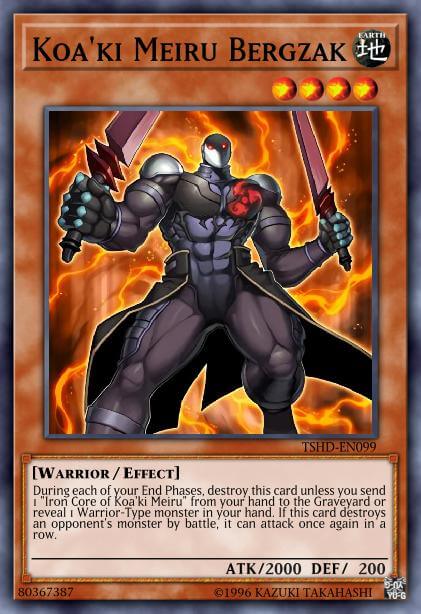 Koa'ki Meiru Bergzak
EARTH
地
TSHD-EN099
[Warrior / Effect]
During each of your End Phases, destroy this card unless you send
1 "Iron Core of Koa'ki Meiru" from your hand to the Graveyard or
reveal 1 Warrior-Type monster in your hand. If this card destroys
an opponent's monster by battle, it can attack once again in a
row.
ATK/2000 DEF/ 200
80367387
©1996 KAZUKI TAKAHASHI